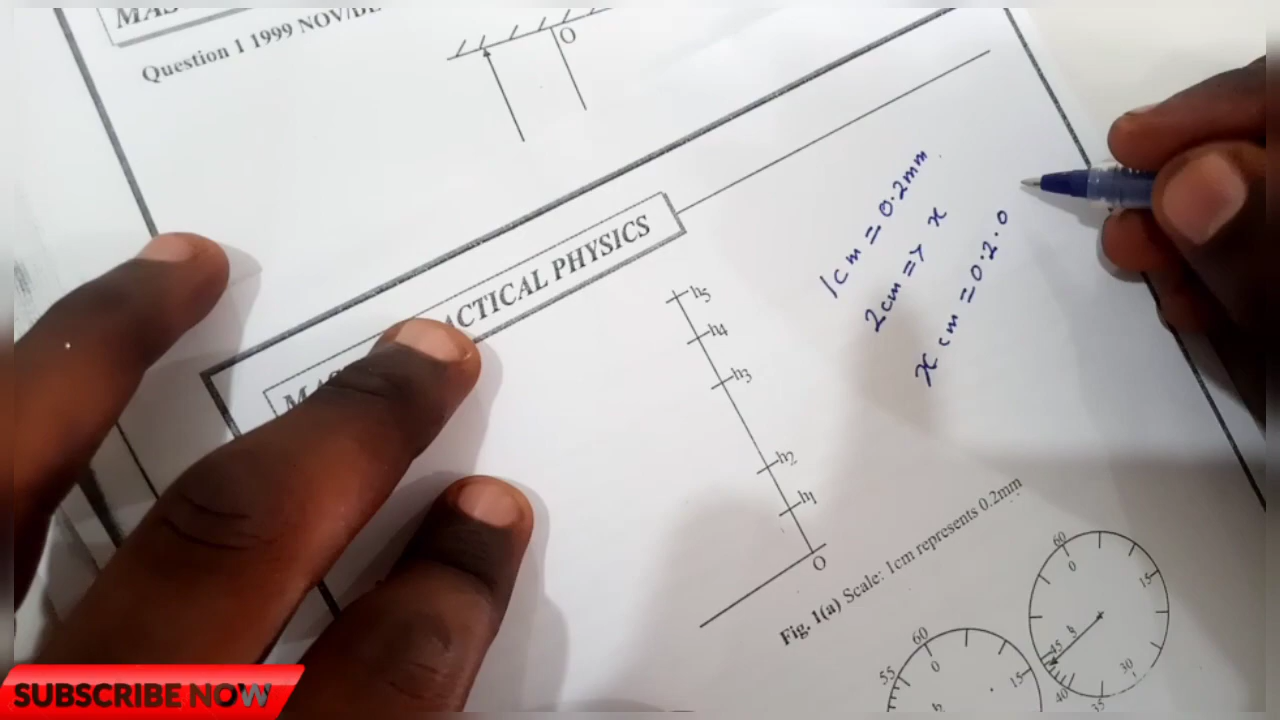 Question 1 1999 NOV/DE
O
ACTICAL PHYSICS
h5
h4
h3
h2
h1
O
1cm = 0.2mm
2cm => x
x cm = 0.2.0
Fig. 1(a) Scale: 1cm represents 0.2mm
60
0
15
45
40
35
30
60
55
0
15
SUBSCRIBE NOW